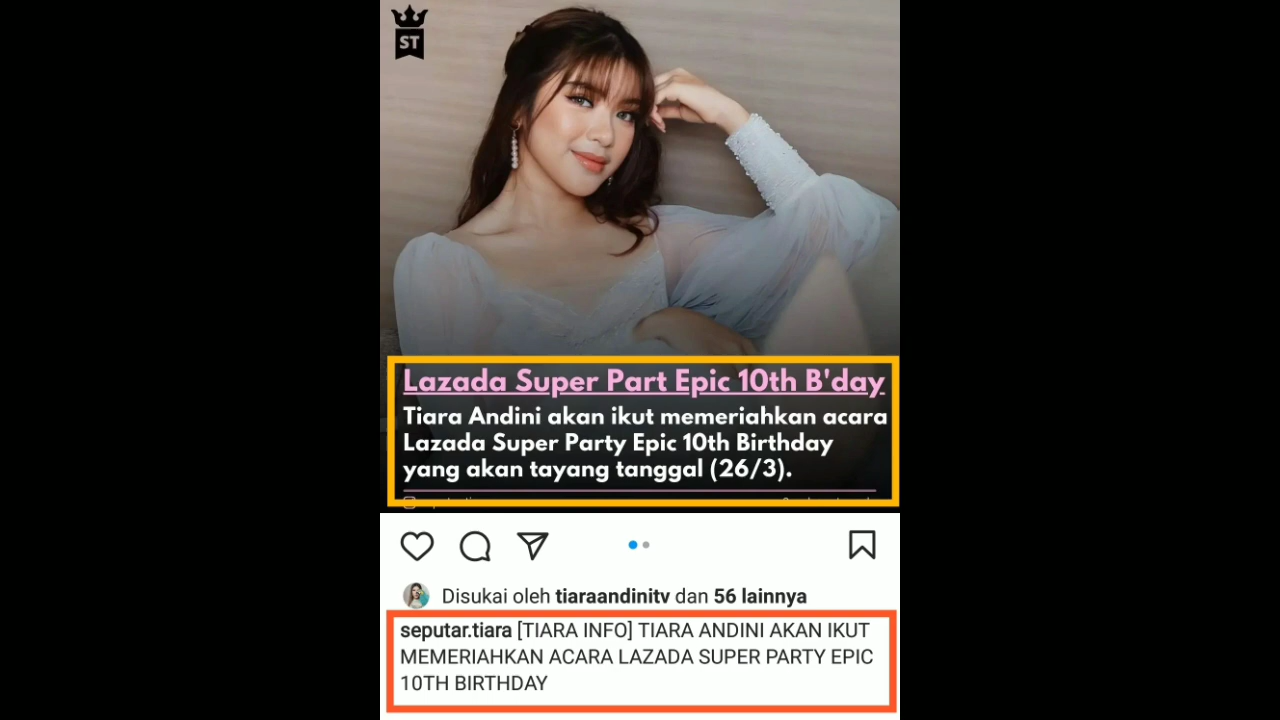 ST
Lazada Super Part Epic 10th B'day
Tiara Andini akan ikut memeriahkan acara
Lazada Super Party Epic 10th Birthday
yang akan tayang tanggal (26/3).
Disukai oleh tiaraandinitv dan 56 lainnya
seputar.tiara [TIARA INFO] TIARA ANDINI AKAN IKUT
MEMERIAHKAN ACARA LAZADA SUPER PARTY EPIC
10TH BIRTHDAY